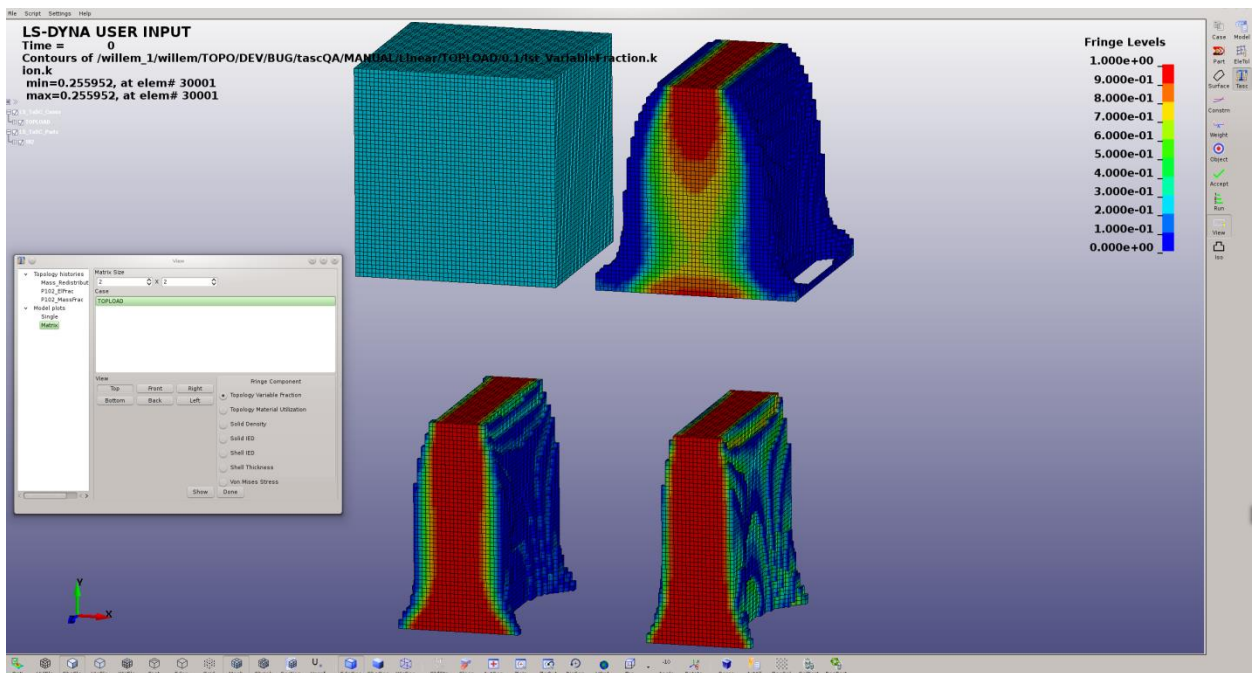 File Script Settings Help
LS-DYNA USER INPUT
Time = 0
Contours of /willem_1/willem/TOPO/DEV/BUG/tascQA/MANUAL/Linear/TOPLOAD/0.1/lst_VariableFraction.k
ion.k
min=0.255952, at elem# 30001
max=0.255952, at elem# 30001
TOPLOAD
Fringe Levels
1.000e+00
9.000e-01
8.000e-01
7.000e-01
6.000e-01
5.000e-01
4.000e-01
3.000e-01
2.000e-01
1.000e-01
0.000e+00
Case Model
Part EleTol
Surface Tasc
Constrn
Weight
Object
Accept
Run
View
Iso
View
Topology histories
Mass_Redistribut
P102_ElFrac
P102_MassFrac
Model plots
Single
Matrix
Matrix Size
2 X 2
Case
TOPLOAD
View
Top Front Right
Bottom Back Left
Fringe Component
Topology Variable Fraction
Topology Material Utilization
Solid Density
Solid IED
Shell IED
Shell Thickness
Von Mises Stress
Show Done
Y
X